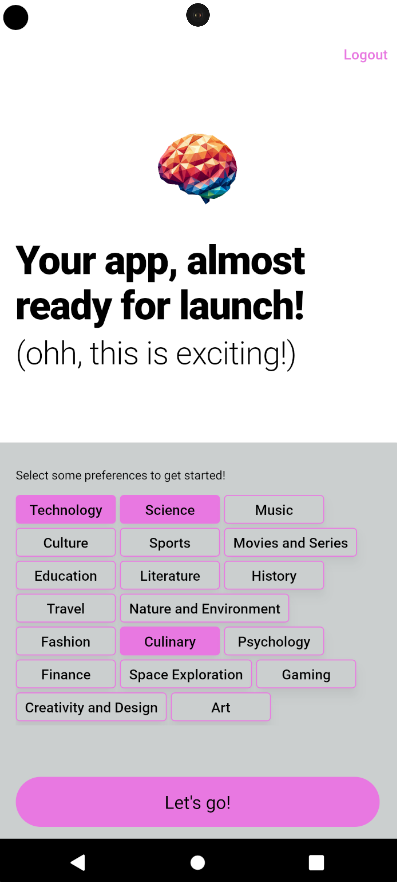 Logout
Your app, almost
ready for launch!
(ohh, this is exciting!)
Select some preferences to get started!
Technology Science Music
Culture Sports Movies and Series
Education Literature History
Travel Nature and Environment
Fashion Culinary Psychology
Finance Space Exploration Gaming
Creativity and Design Art
Let's go!